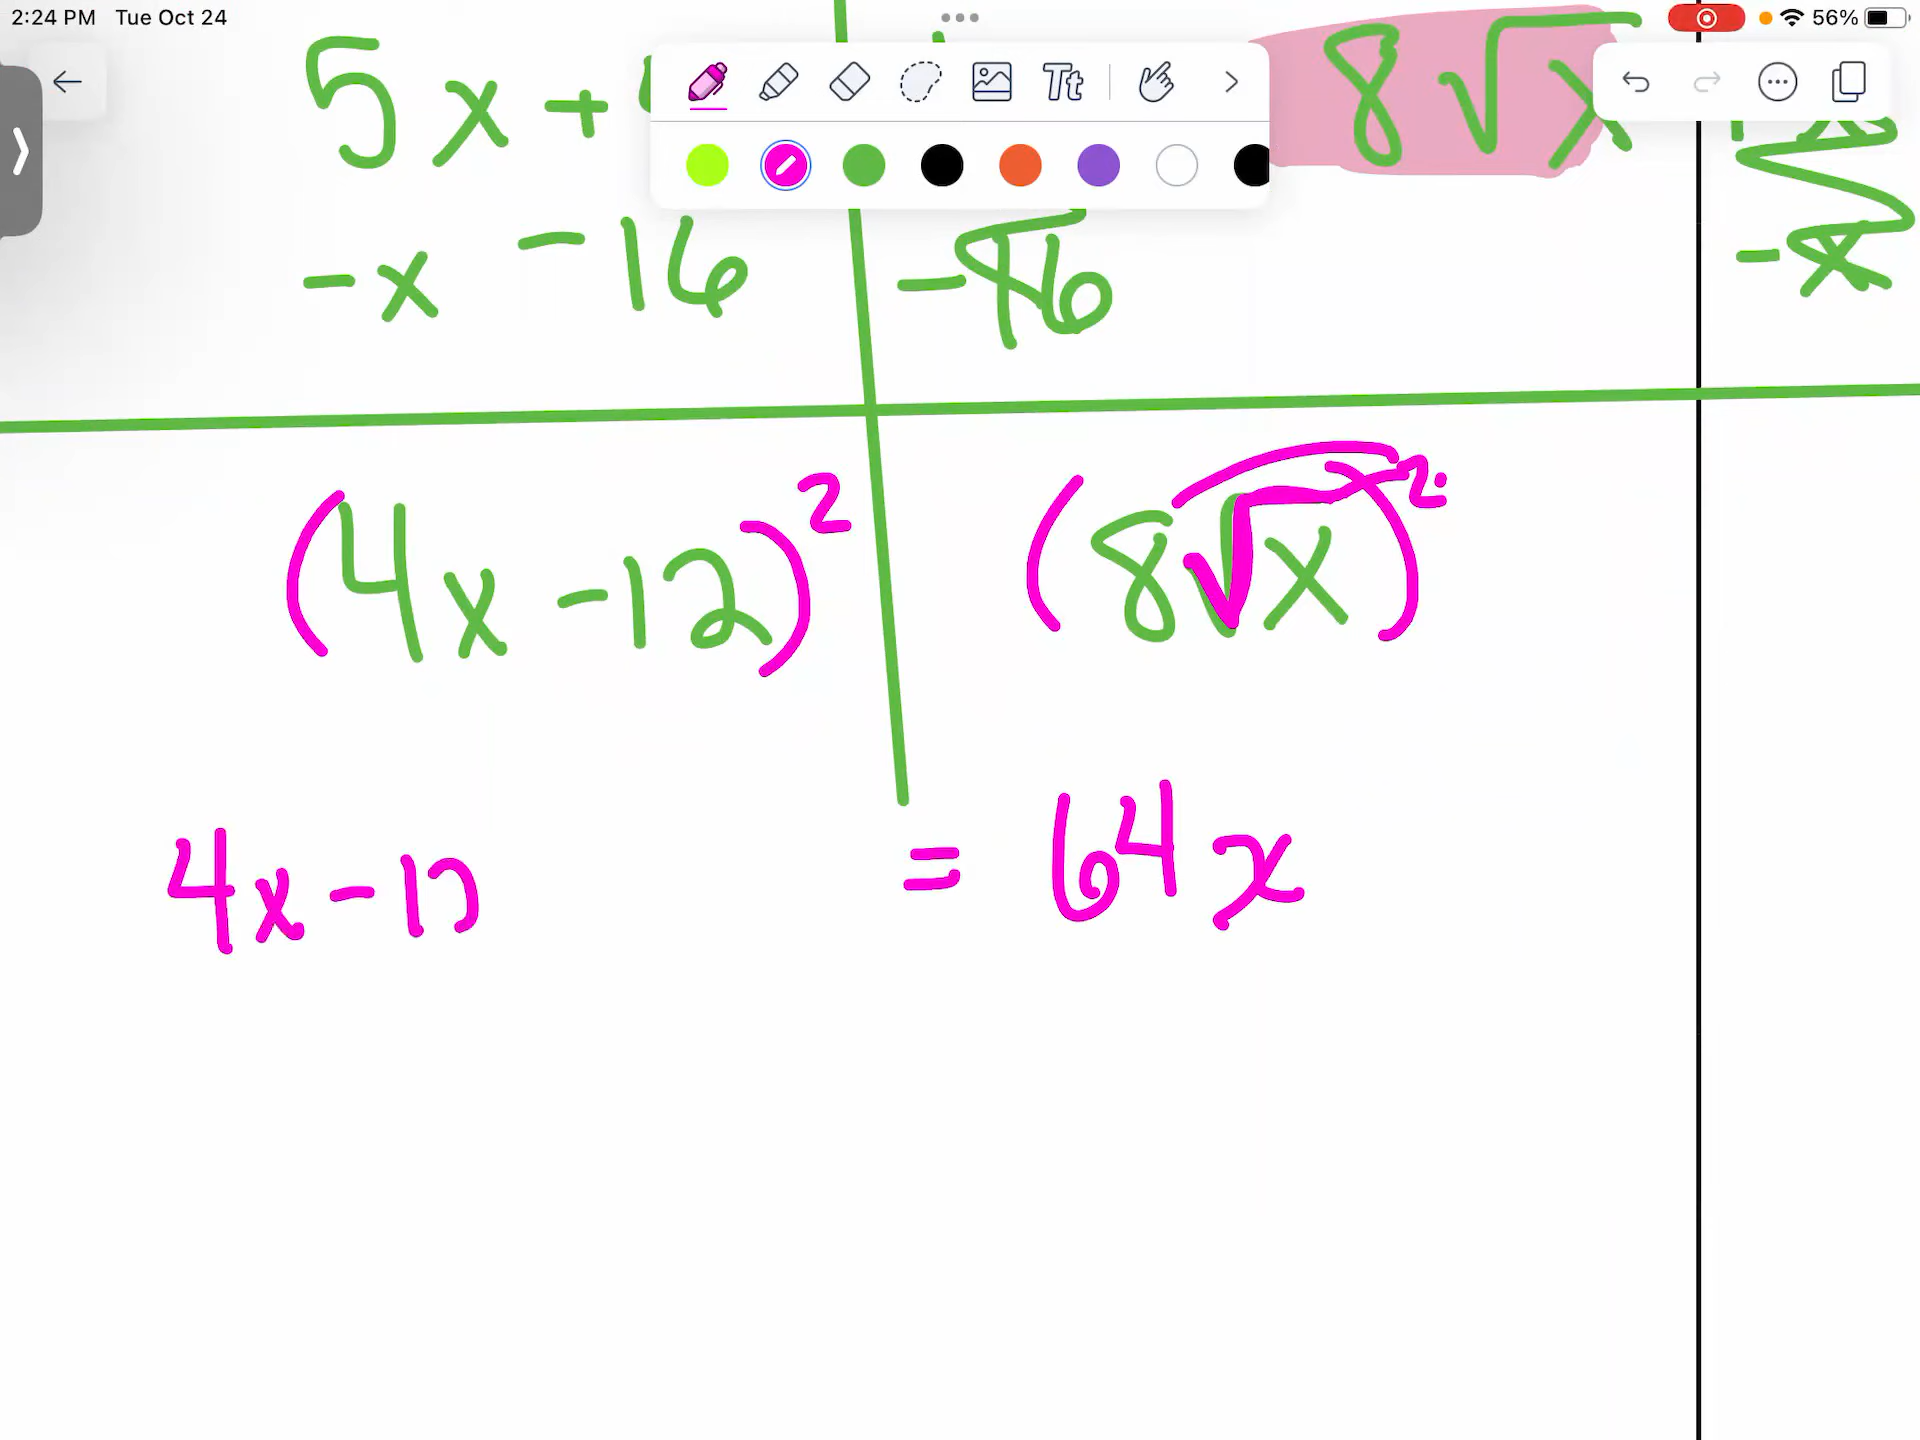 2:24 PM Tue Oct 24 56%
5x + 8√x
Tt
-x -16 -16 -x
(4x-12)² (8√x)²
4x-12 = 64x